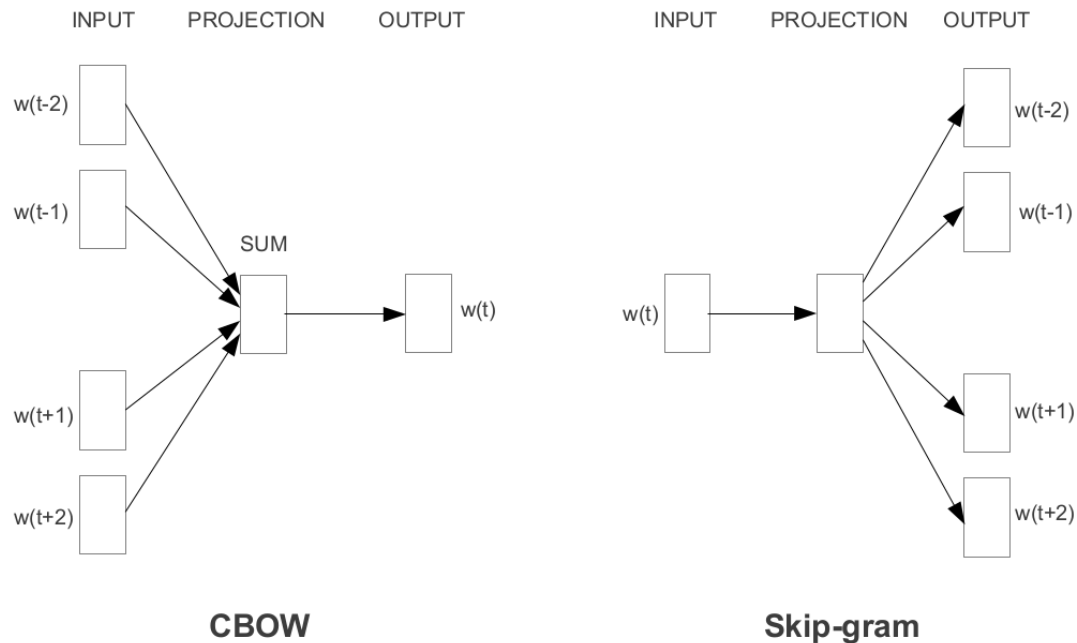 INPUT PROJECTION OUTPUT
w(t-2)
w(t-1)
SUM
w(t)
w(t+1)
w(t+2)
CBOW
INPUT PROJECTION OUTPUT
w(t-2)
w(t-1)
w(t)
w(t+1)
w(t+2)
Skip-gram